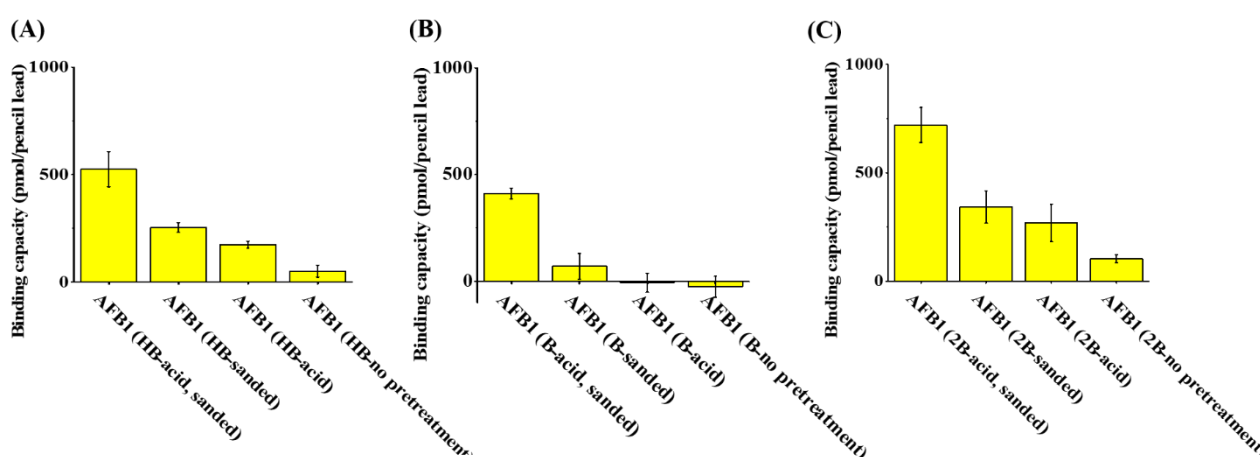 (A)
Binding capacity (pmol/pencil lead)
1000
500
0
AFB1 (HB-acid, sanded)
AFB1 (HB-sanded)
AFB1 (HB-acid)
AFB1 (HB-no pretreatment)
(B)
Binding capacity (pmol/pencil lead)
1000
500
0
AFB1 (B-acid, sanded)
AFB1 (B-sanded)
AFB1 (B-acid)
AFB1 (B-no pretreatment)
(C)
Binding capacity (pmol/pencil lead)
1000
500
0
AFB1 (2B-acid, sanded)
AFB1 (2B-sanded)
AFB1 (2B-acid)
AFB1 (2B-no pretreatment